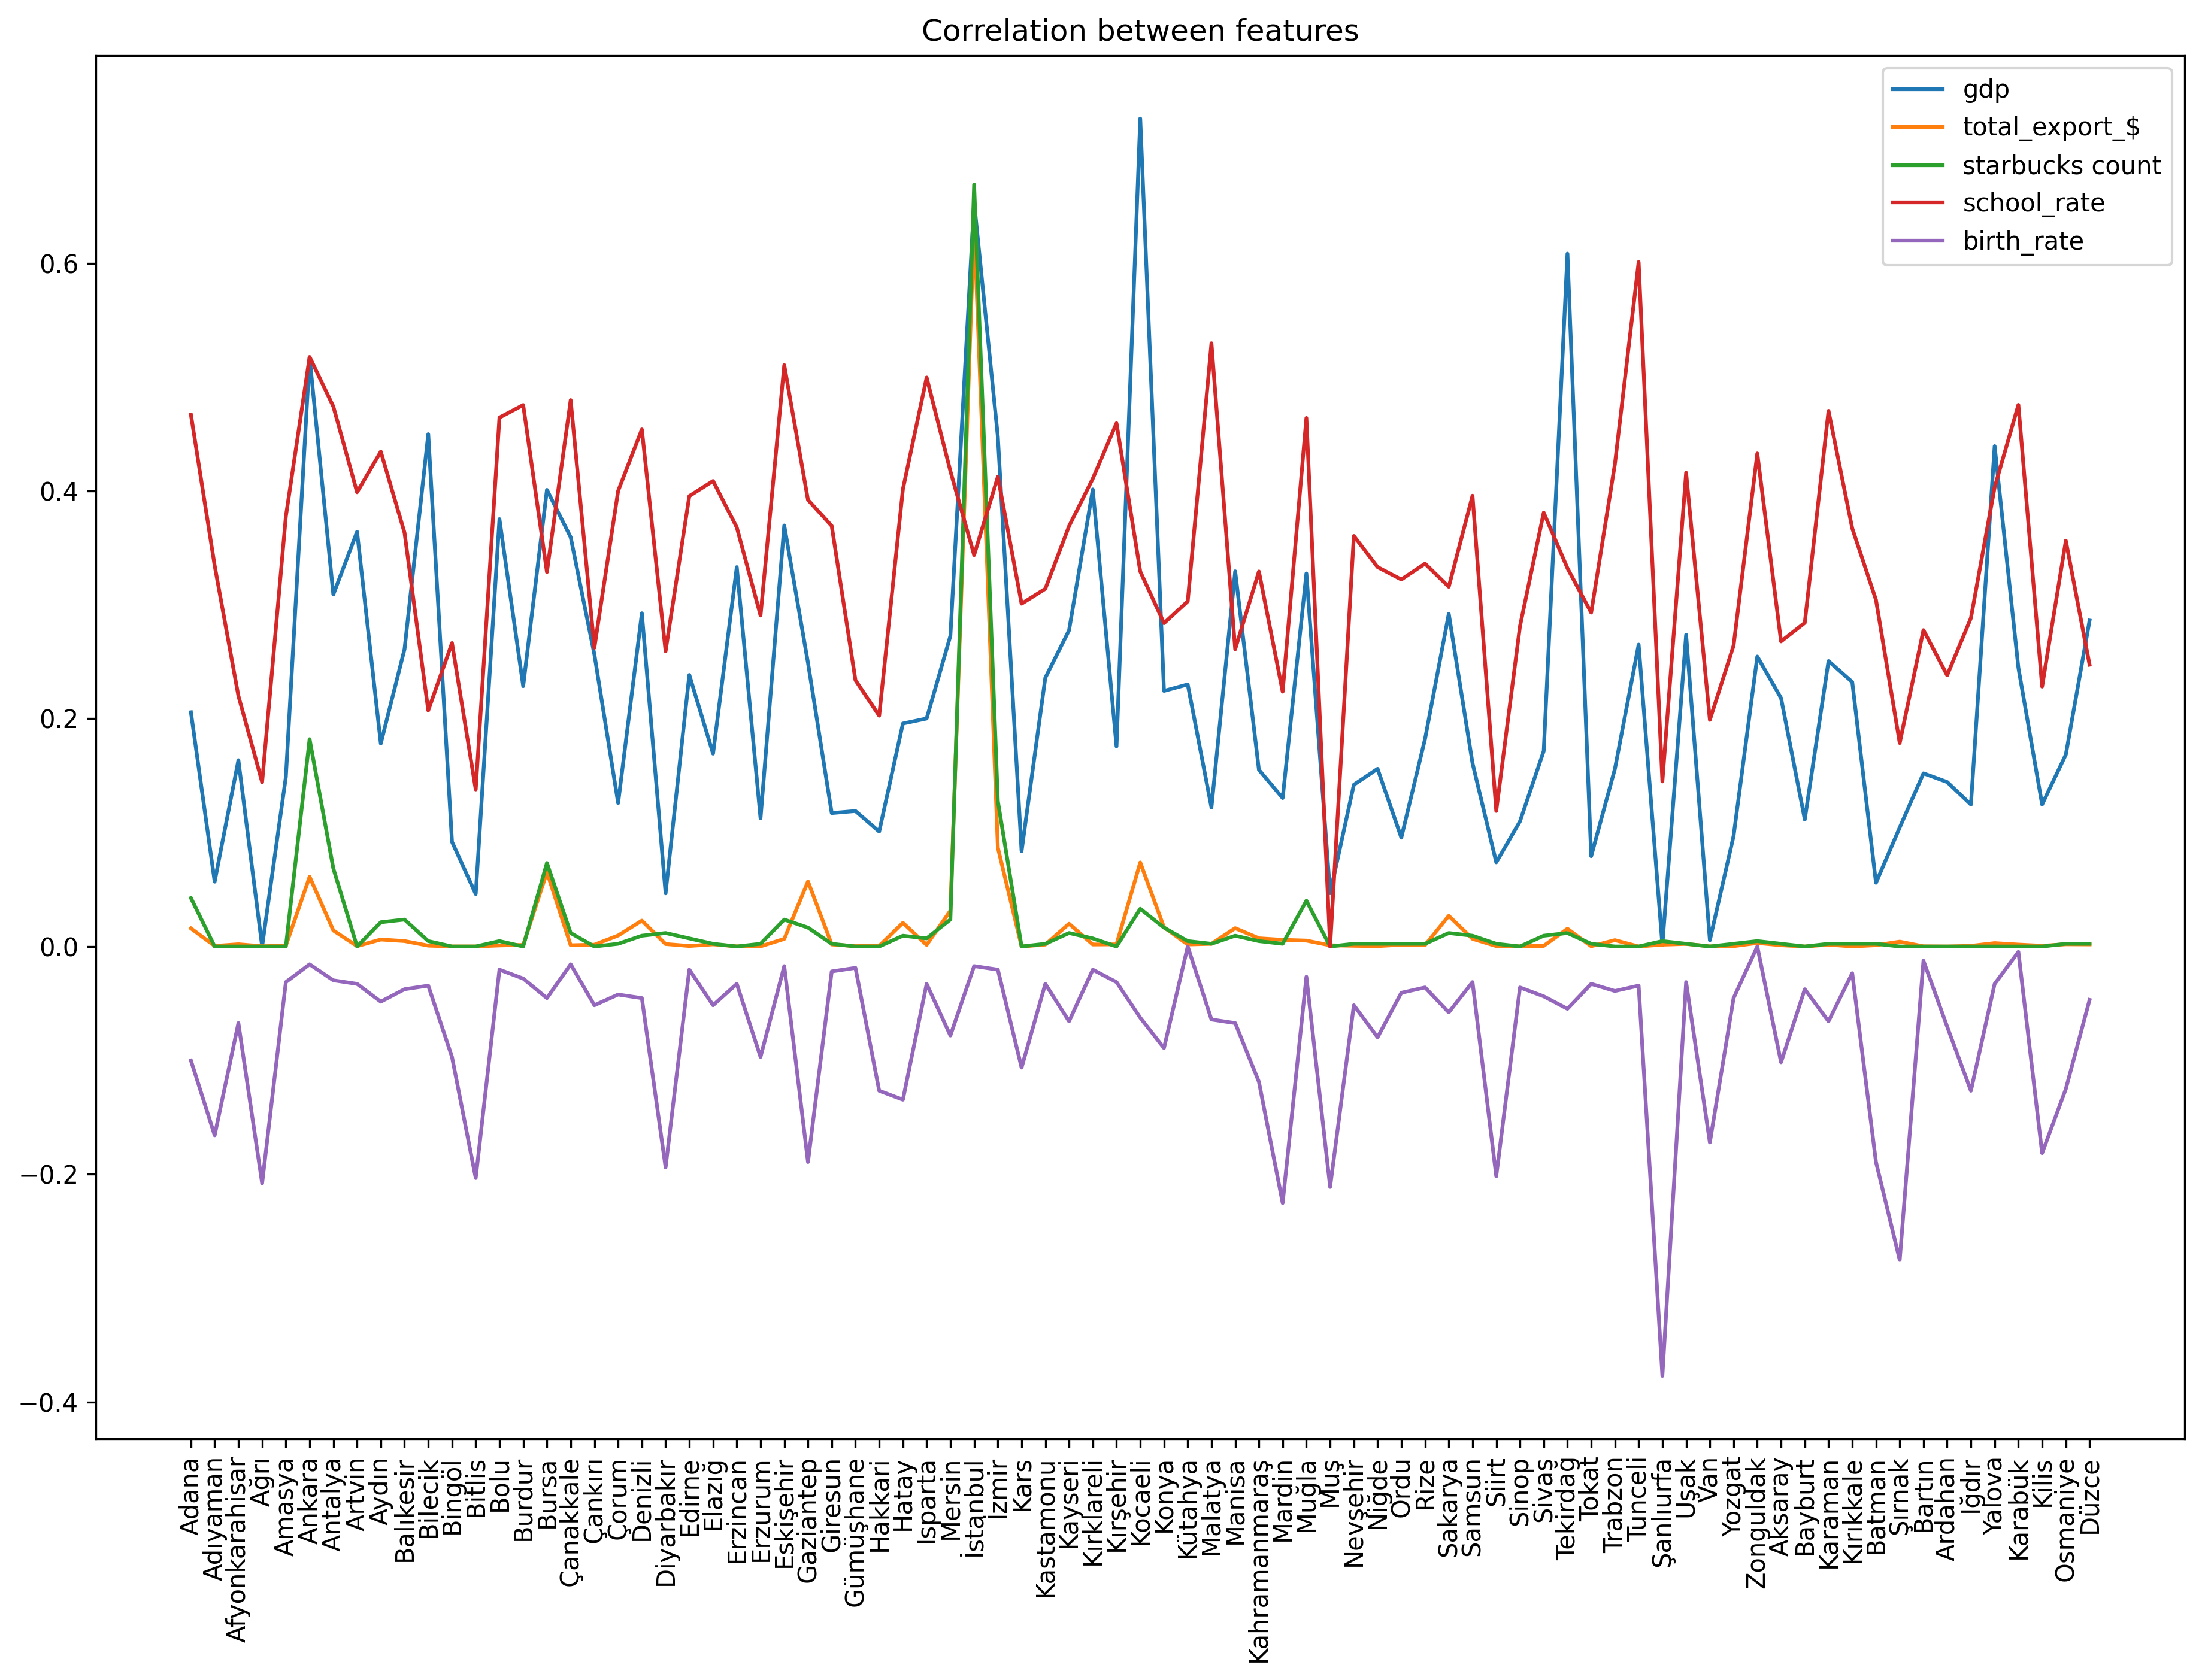 Correlation between features
gdp
total_export_$
starbucks count
school_rate
birth_rate
0.6
0.4
0.2
0.0
−0.2
−0.4
Adana
Adıyaman
Afyonkarahisar
Ağrı
Amasya
Ankara
Antalya
Artvin
Aydın
Balıkesir
Bilecik
Bingöl
Bitlis
Bolu
Burdur
Bursa
Çanakkale
Çankırı
Çorum
Denizli
Diyarbakır
Edirne
Elazığ
Erzincan
Erzurum
Eskişehir
Gaziantep
Giresun
Gümüşhane
Hakkari
Hatay
Isparta
Mersin
İstanbul
İzmir
Kars
Kastamonu
Kayseri
Kırklareli
Kırşehir
Kocaeli
Konya
Kütahya
Malatya
Manisa
Kahramanmaraş
Mardin
Muğla
Muş
Nevşehir
Niğde
Ordu
Rize
Sakarya
Samsun
Siirt
Sinop
Sivas
Tekirdağ
Tokat
Trabzon
Tunceli
Şanlıurfa
Uşak
Van
Yozgat
Zonguldak
Aksaray
Bayburt
Karaman
Kırıkkale
Batman
Şırnak
Bartın
Ardahan
Iğdır
Yalova
Karabük
Kilis
Osmaniye
Düzce